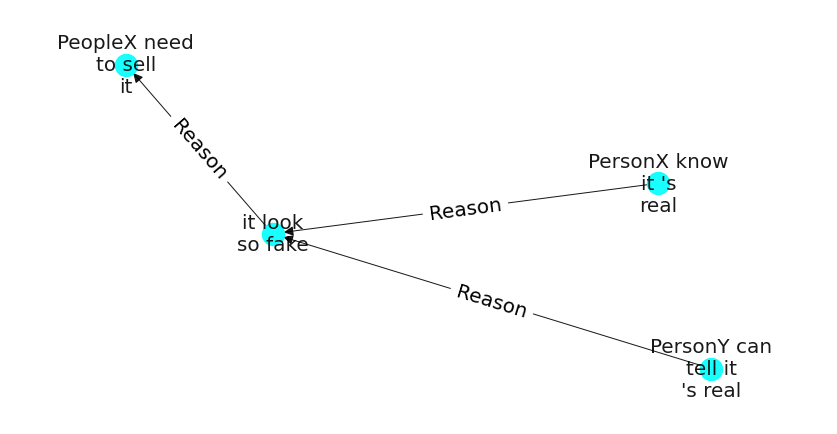 PeopleX need
to sell
it
Reason
PersonX know
it 's
real
Reason
it look
so fake
Reason
PersonY can
tell it
's real